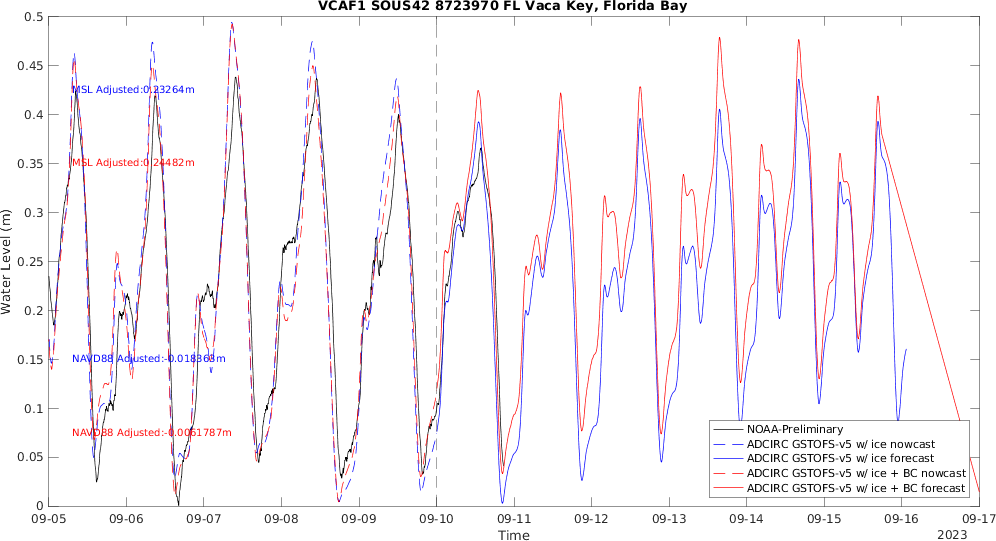 VCAF1 SOUS42 8723970 FL Vaca Key, Florida Bay
0.5
0.45
0.4
0.35
0.3
0.25
0.2
0.15
0.1
0.05
0
Water Level (m)
MSL Adjusted:0.23264m
MSL Adjusted:0.24482m
NAVD88 Adjusted:-0.018363m
NAVD88 Adjusted:-0.0061787m
NOAA-Preliminary
ADCIRC GSTOFS-v5 w/ ice nowcast
ADCIRC GSTOFS-v5 w/ ice forecast
ADCIRC GSTOFS-v5 w/ ice + BC nowcast
ADCIRC GSTOFS-v5 w/ ice + BC forecast
09-05 09-06 09-07 09-08 09-09 09-10 09-11 09-12 09-13 09-14 09-15 09-16 09-17
Time
2023